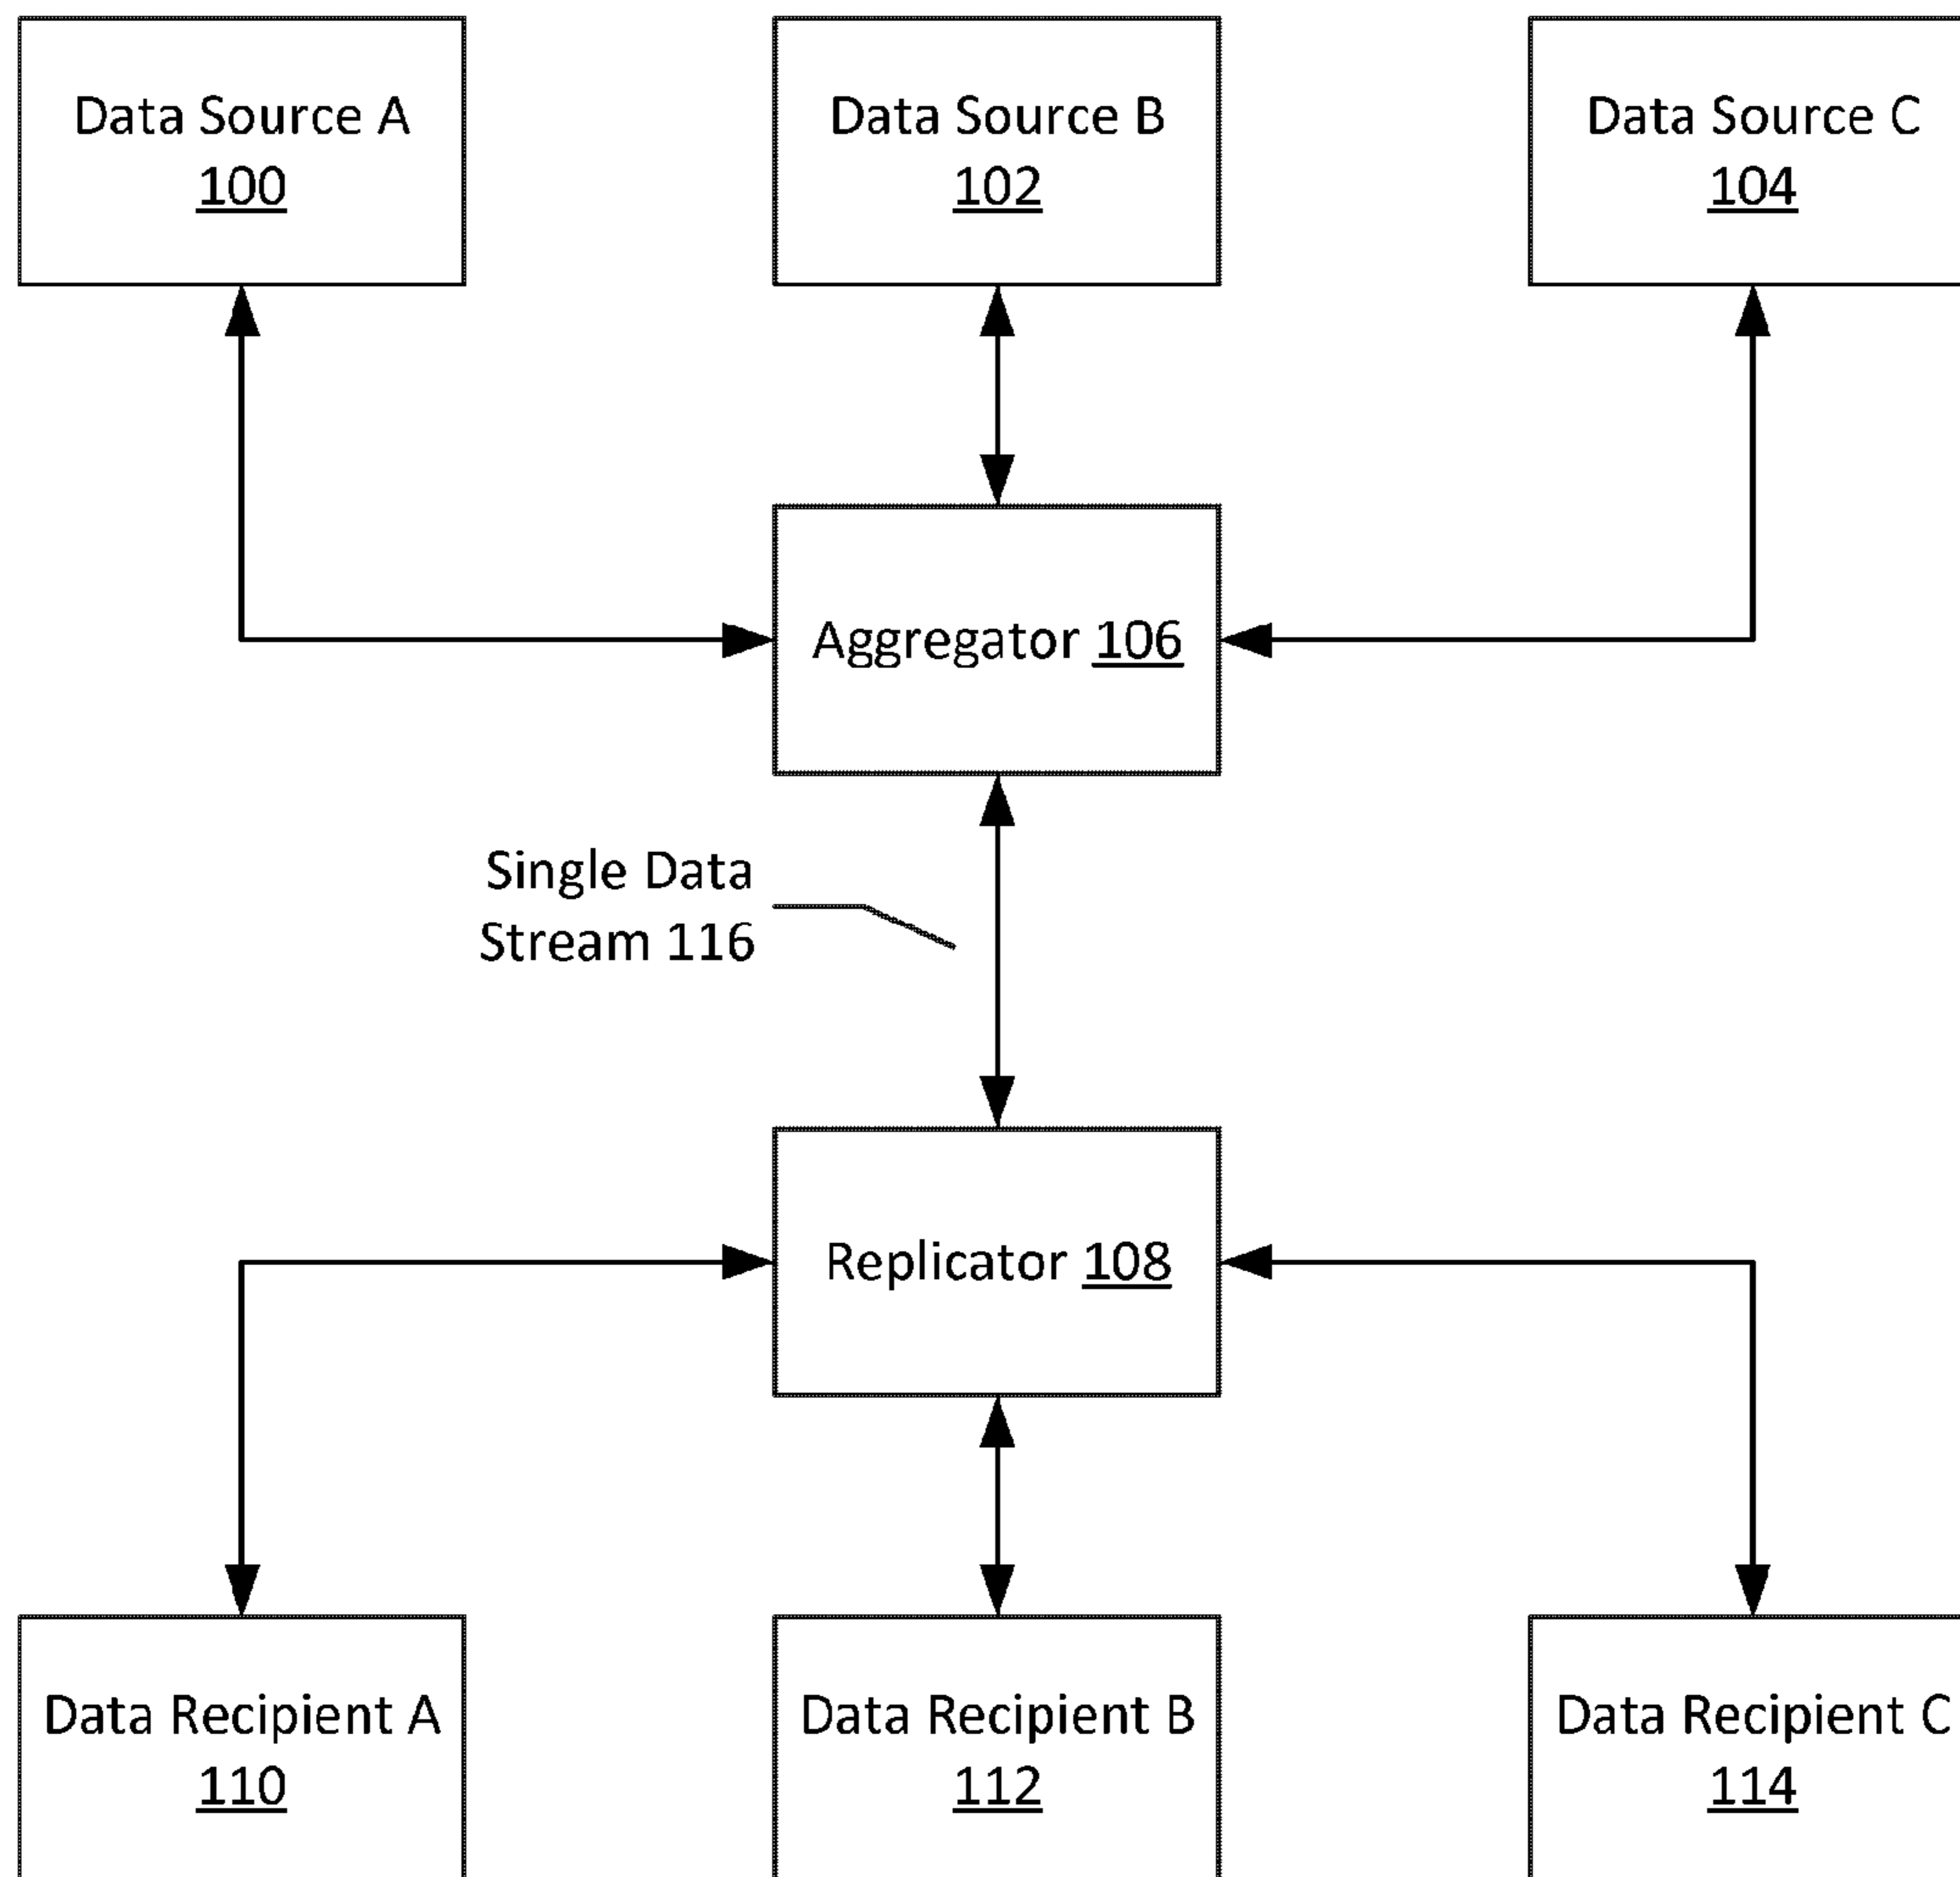 Data Source A
100
Data Source B
102
Data Source C
104
Aggregator 106
Single Data
Stream 116
Replicator 108
Data Recipient A
110
Data Recipient B
112
Data Recipient C
114